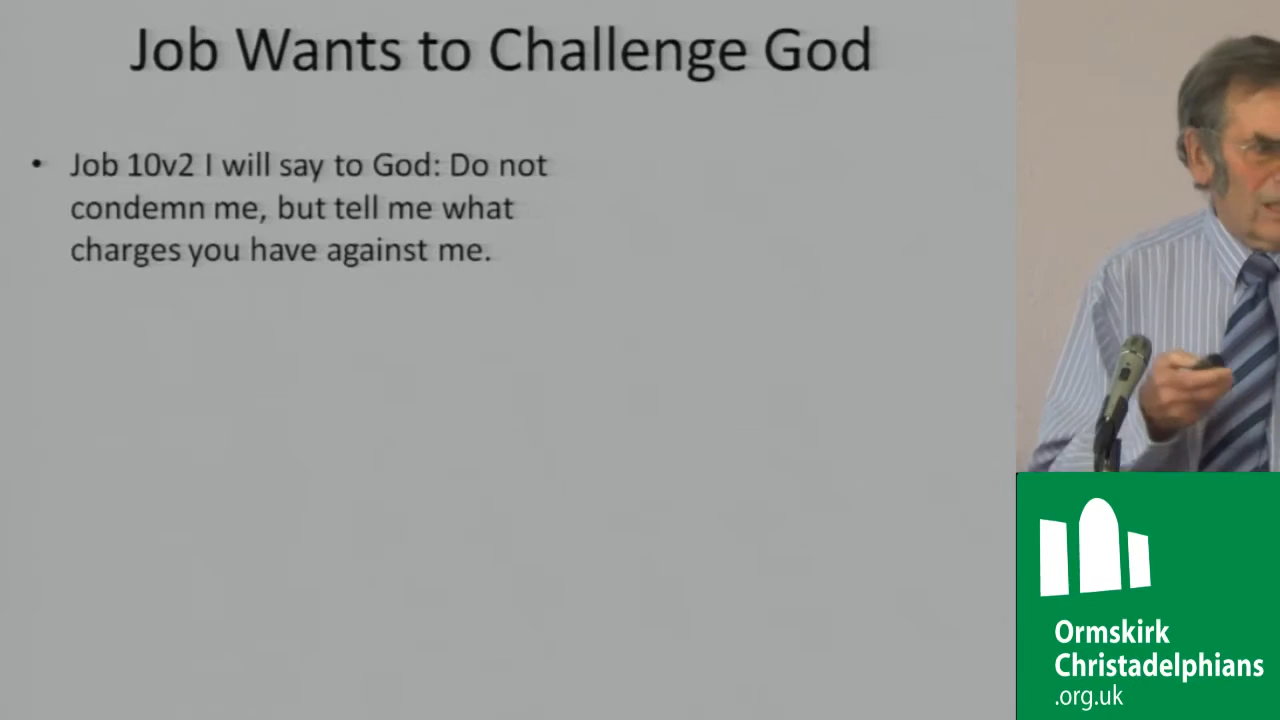 Job Wants to Challenge God
• Job 10v2 I will say to God: Do not
condemn me, but tell me what
charges you have against me.
Ormskirk
Christadelphians
.org.uk